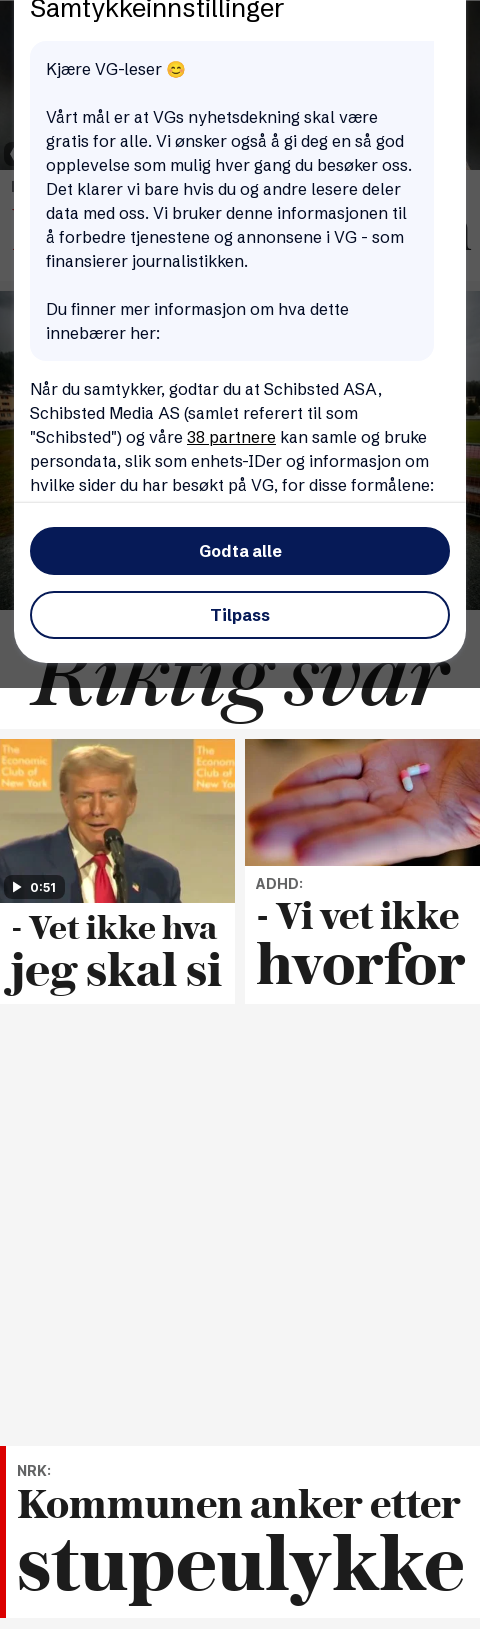 Samtykkeinnstillinger
Kjære VG-leser 😊
Vårt mål er at VGs nyhetsdekning skal være
gratis for alle. Vi ønsker også å gi deg en så god
opplevelse som mulig hver gang du besøker oss.
Det klarer vi bare hvis du og andre lesere deler
data med oss. Vi bruker denne informasjonen til
å forbedre tjenestene og annonsene i VG - som
finansierer journalistikken.
Du finner mer informasjon om hva dette
innebærer her:
Når du samtykker, godtar du at Schibsted ASA,
Schibsted Media AS (samlet referert til som
"Schibsted") og våre 38 partnere kan samle og bruke
persondata, slik som enhets-IDer og informasjon om
hvilke sider du har besøkt på VG, for disse formålene:
Godta alle
Tilpass
Riktig svar
The
Economic
Club of
New York
The
Econom
Club o
New Yo
0:51
- Vet ikke hva
jeg skal si
ADHD:
- Vi vet ikke
hvorfor
NRK:
Kommunen anker etter
stupeulykke